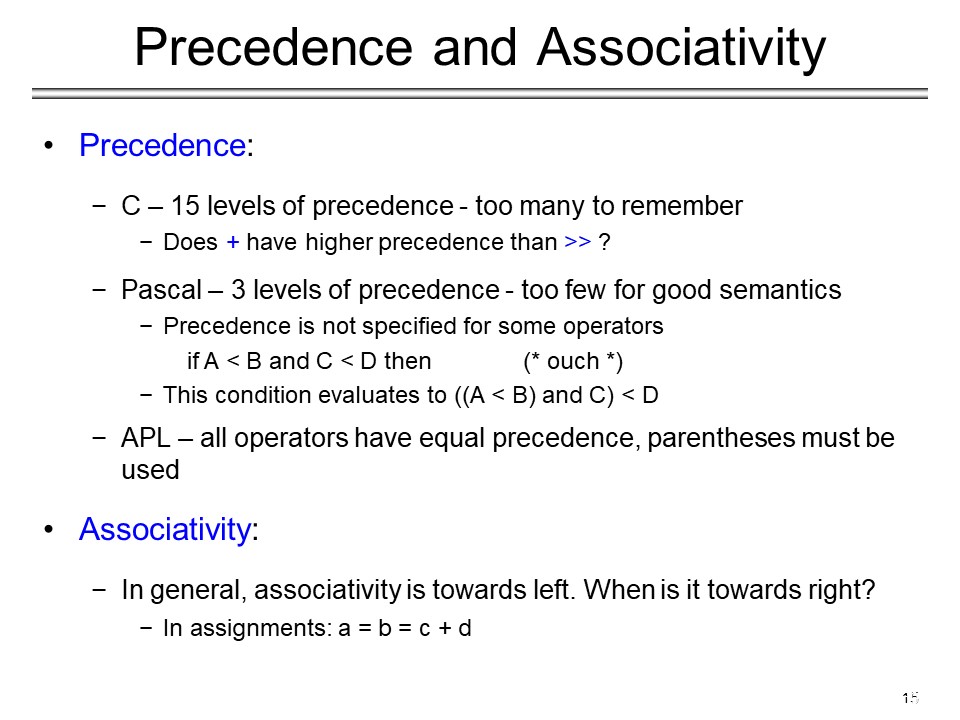 Precedence and Associativity
• Precedence:
− C – 15 levels of precedence - too many to remember
− Does + have higher precedence than >> ?
− Pascal – 3 levels of precedence - too few for good semantics
− Precedence is not specified for some operators
if A < B and C < D then (* ouch *)
− This condition evaluates to ((A < B) and C) < D
− APL – all operators have equal precedence, parentheses must be
used
• Associativity:
− In general, associativity is towards left. When is it towards right?
− In assignments: a = b = c + d